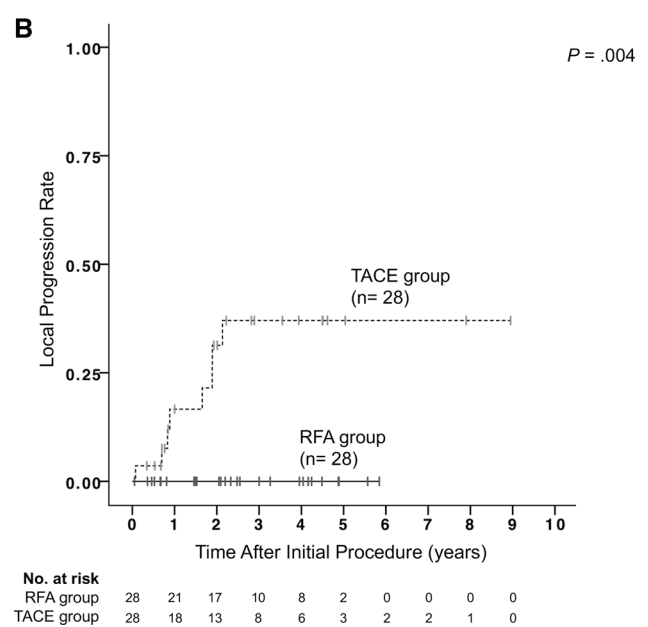 B
P = .004
1.00
0.75
0.50
0.25
0.00
Local Progression Rate
TACE group
(n= 28)
RFA group
(n= 28)
0 1 2 3 4 5 6 7 8 9 10
Time After Initial Procedure (years)
No. at risk
RFA group 28 21 17 10 8 2 0 0 0 0
TACE group 28 18 13 8 6 3 2 2 1 0